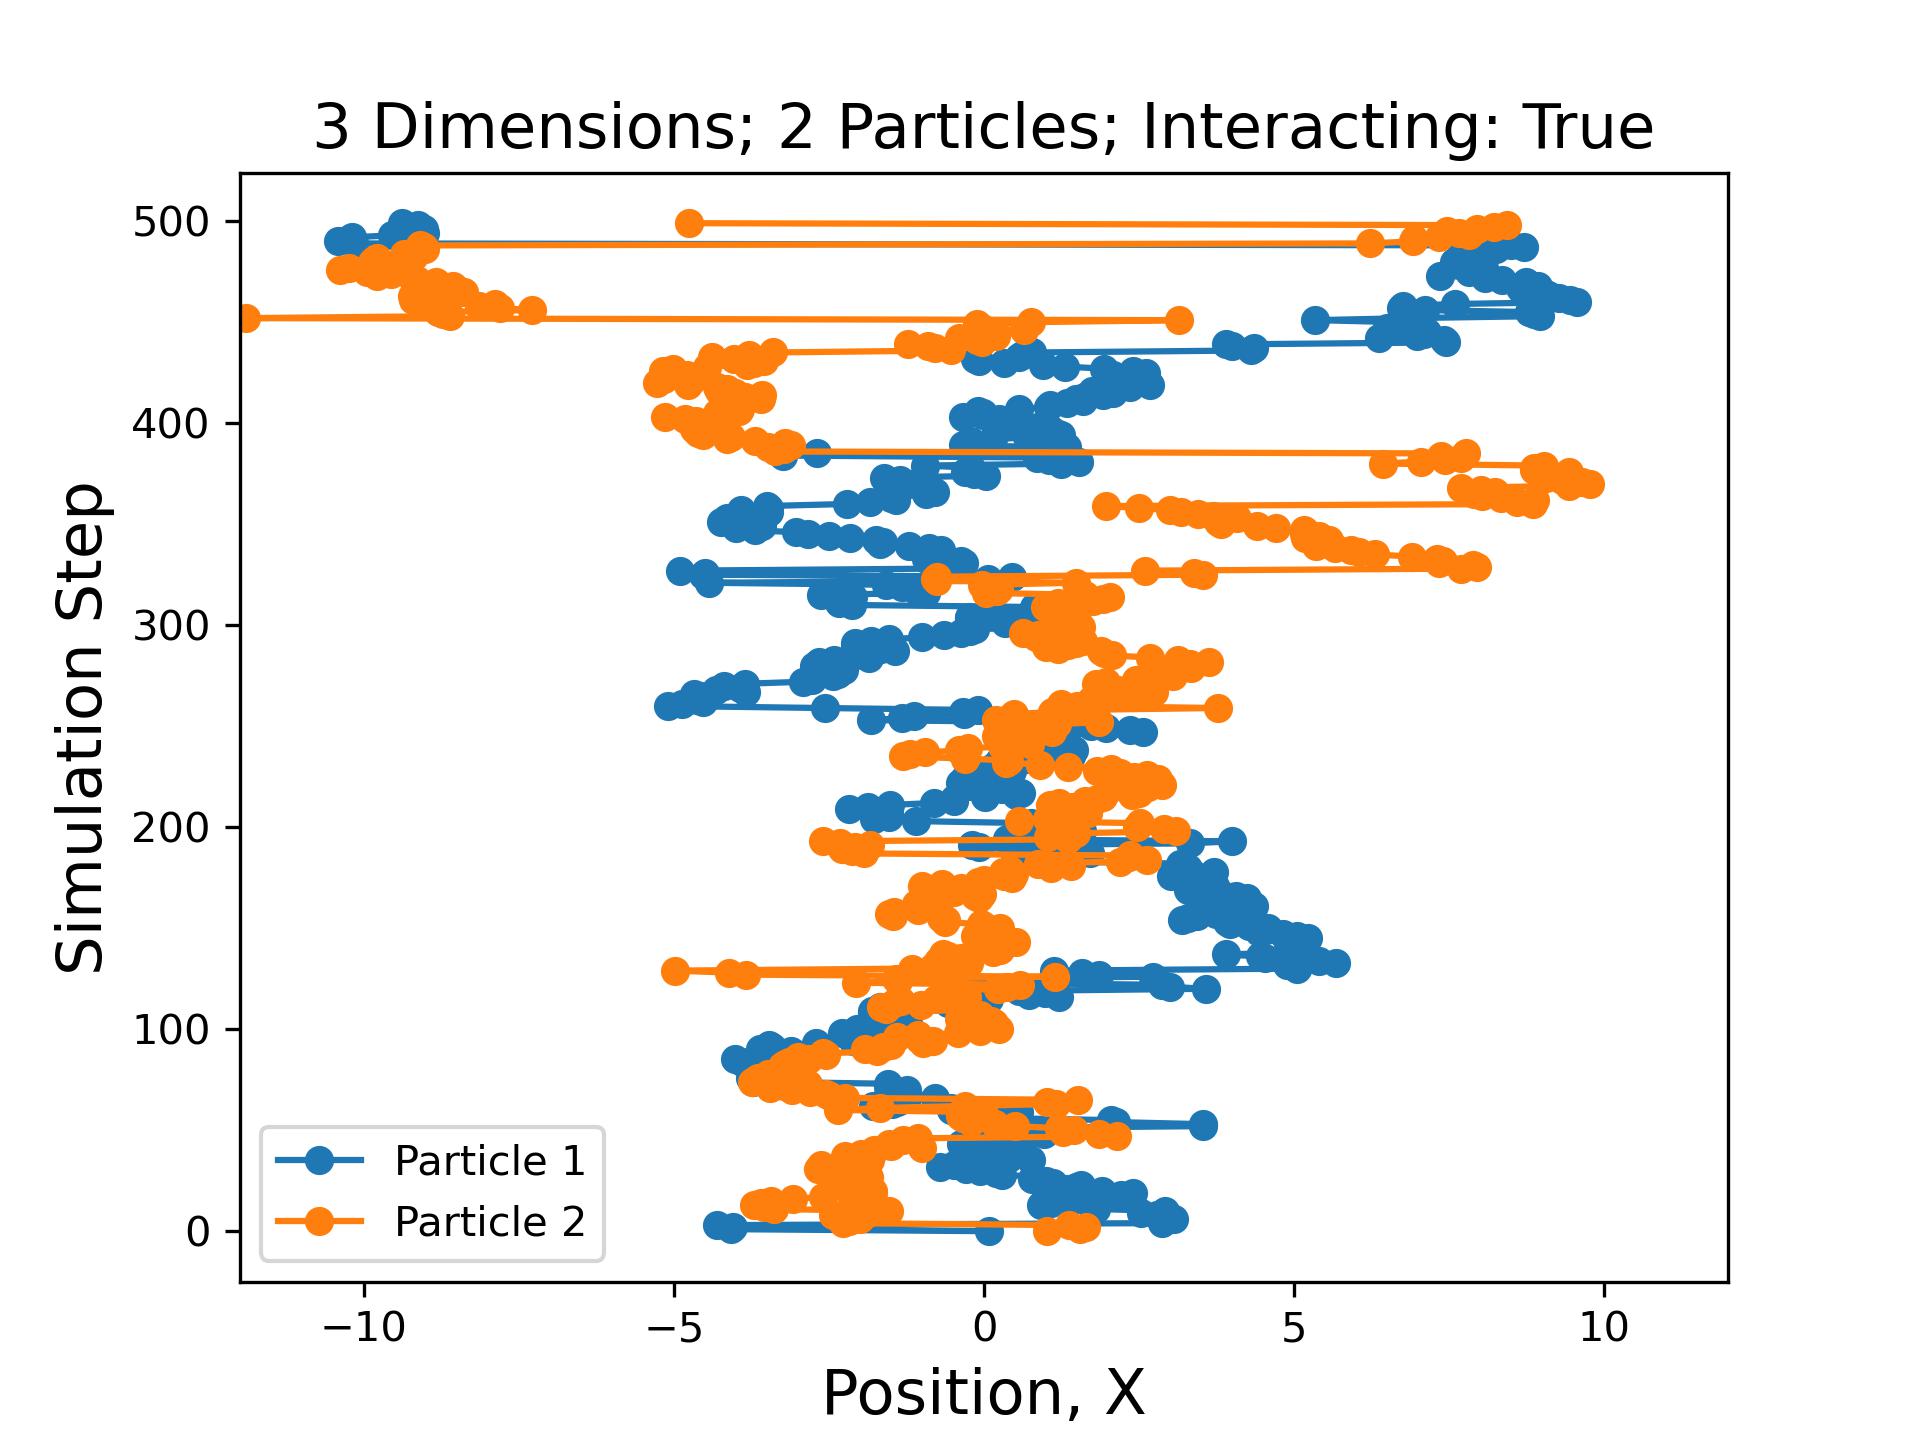 3 Dimensions; 2 Particles; Interacting: True
Simulation Step
500
400
300
200
100
0
Particle 1
Particle 2
−10
−5
0
5
10
Position, X